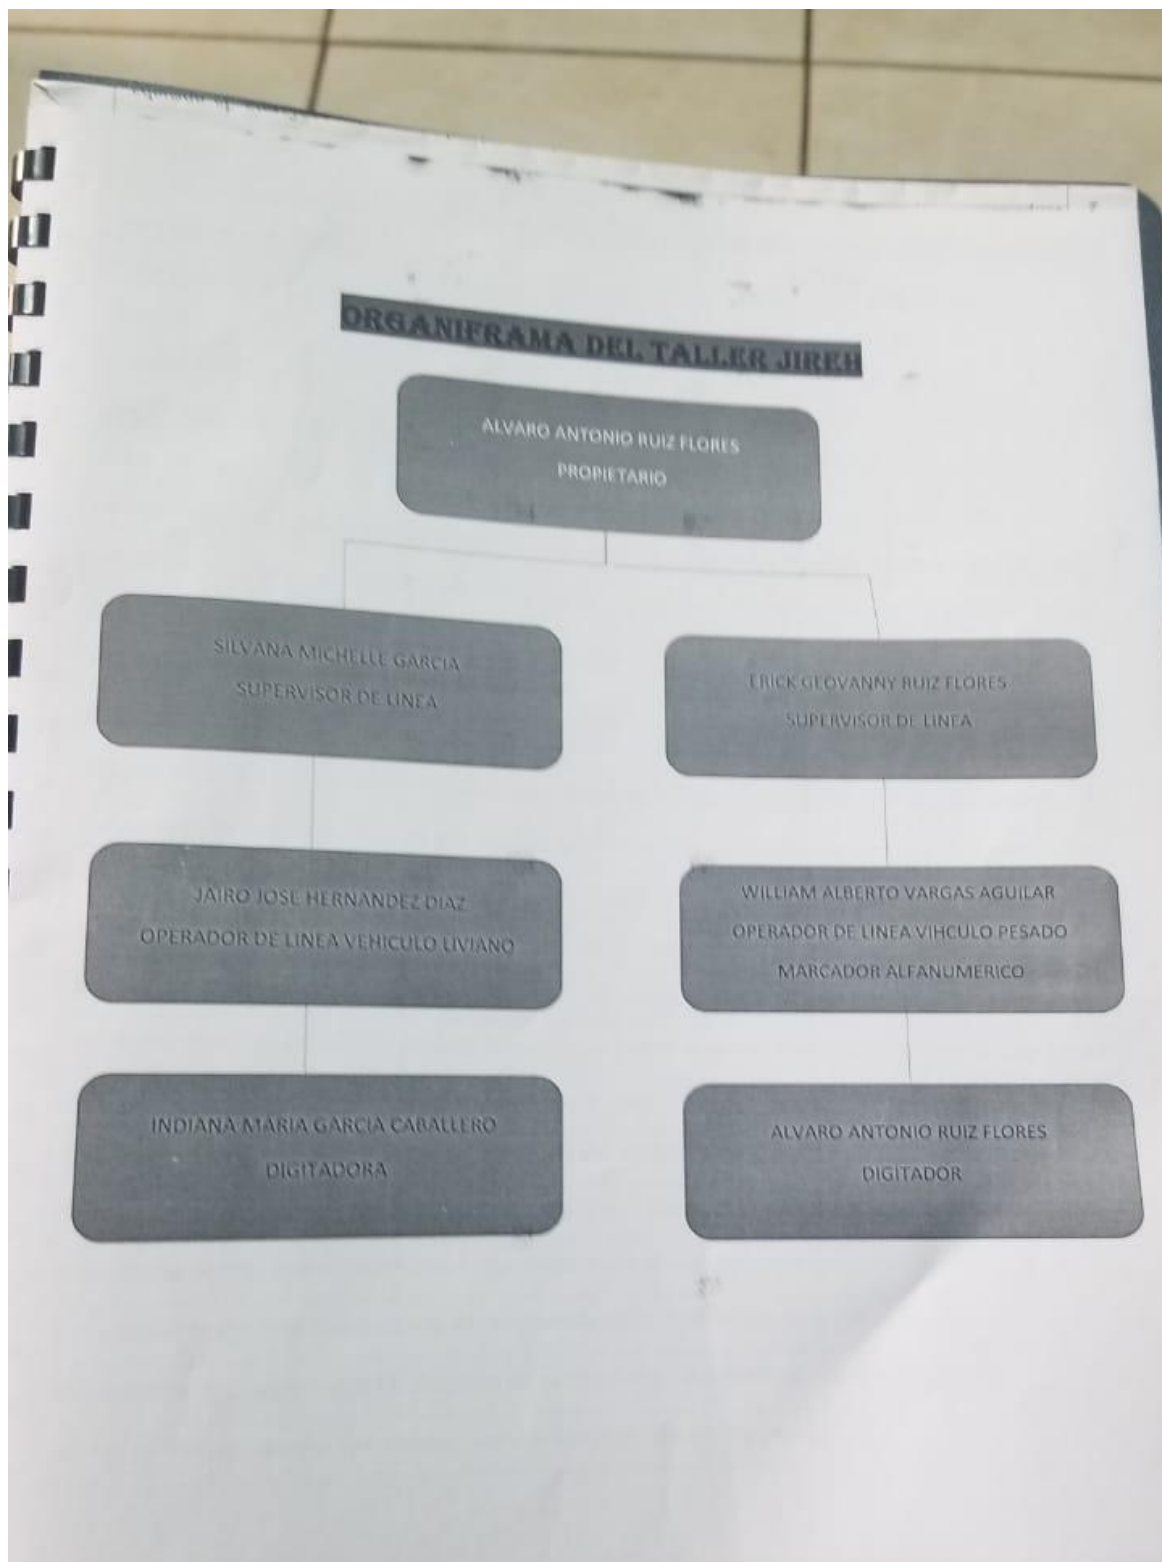 ORGANIFRAMA DEL TALLER JIREH
ALVARO ANTONIO RUIZ FLORES
PROPIETARIO
SILVANA MICHELLE GARCIA
SUPERVISOR DE LINEA
ERICK GEOVANNY RUIZ FLORES
SUPERVISOR DE LINEA
JAIRO JOSE HERNANDEZ DIAZ
OPERADOR DE LINEA VEHICULO LIVIANO
WILLIAM ALBERTO VARGAS AGUILAR
OPERADOR DE LINEA VIHCULO PESADO
MARCADOR ALFANUMERICO
INDIANA MARIA GARCIA CABALLERO
DIGITADORA
ALVARO ANTONIO RUIZ FLORES
DIGITADOR